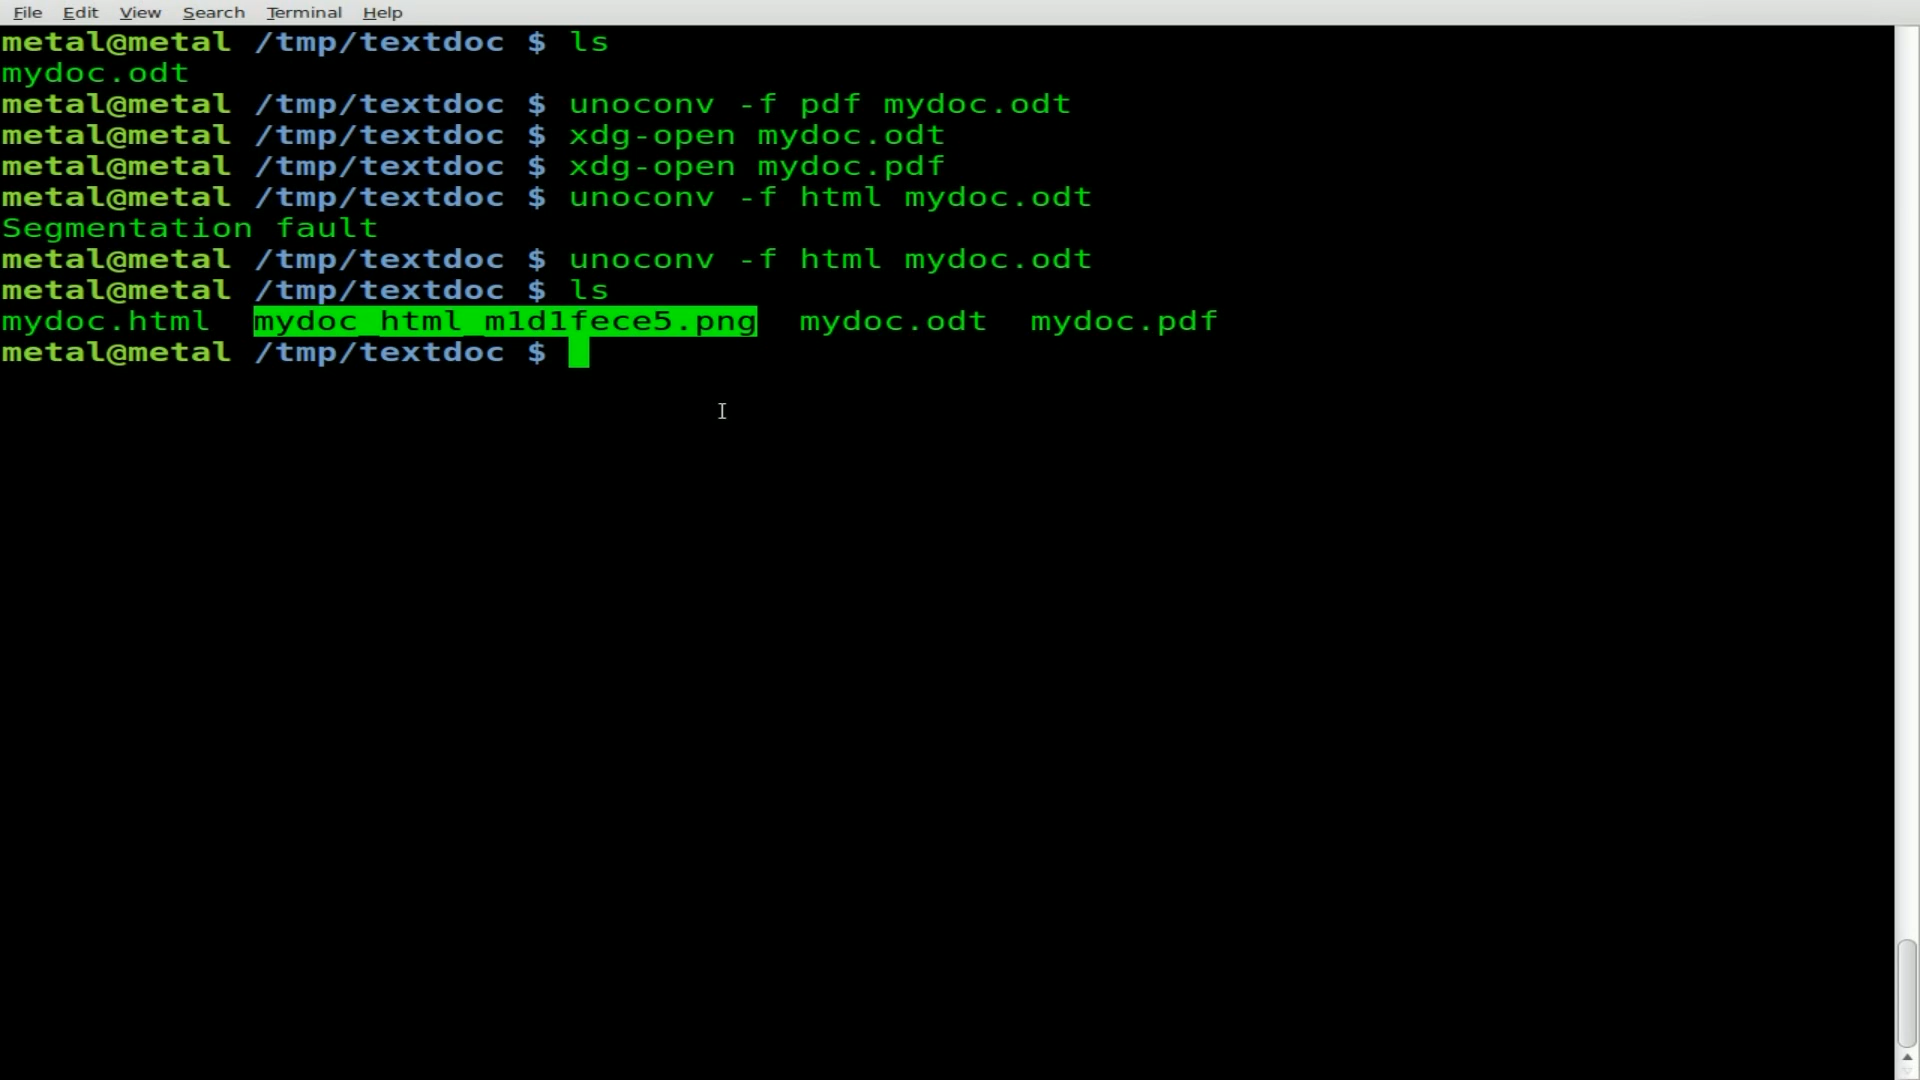 File Edit View Search Terminal Help
metal@metal /tmp/textdoc $ ls
mydoc.odt
metal@metal /tmp/textdoc $ unoconv -f pdf mydoc.odt
metal@metal /tmp/textdoc $ xdg-open mydoc.odt
metal@metal /tmp/textdoc $ xdg-open mydoc.pdf
metal@metal /tmp/textdoc $ unoconv -f html mydoc.odt
Segmentation fault
metal@metal /tmp/textdoc $ unoconv -f html mydoc.odt
metal@metal /tmp/textdoc $ ls
mydoc.html mydoc_html_m1d1fece5.png mydoc.odt mydoc.pdf
metal@metal /tmp/textdoc $